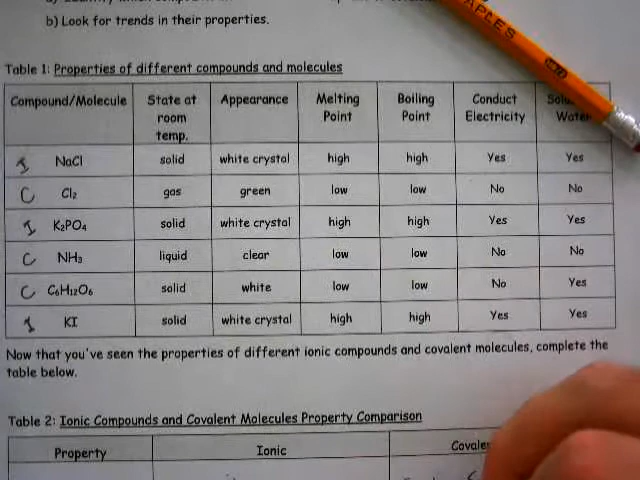 b) Look for trends in their properties.
APLES
Table 1: Properties of different compounds and molecules
Compound/Molecule State at room temp. Appearance Melting Point Boiling Point Conduct Electricity Water
I NaCl solid white crystal high high Yes Yes
C Cl₂ gas green low low No No
I K₂PO₄ solid white crystal high high Yes Yes
C NH₃ liquid clear low low No No
C C₆H₁₂O₆ solid white low low No Yes
I KI solid white crystal high high Yes Yes
Now that you've seen the properties of different ionic compounds and covalent molecules, complete the
table below.
Table 2: Ionic Compounds and Covalent Molecules Property Comparison
Property Ionic Covale